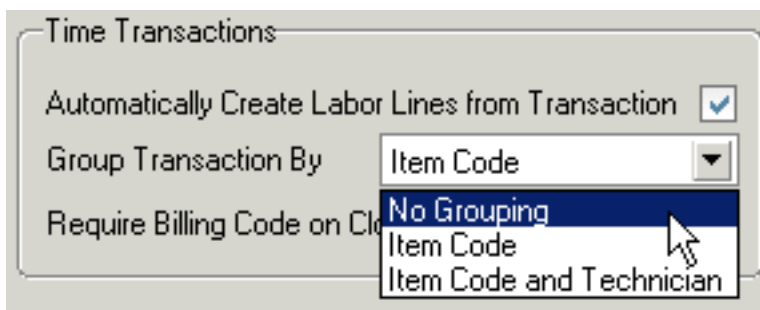 Time Transactions
Automatically Create Labor Lines from Transaction
Group Transaction By Item Code
Require Billing Code on No Grouping
Item Code
Item Code and Technician